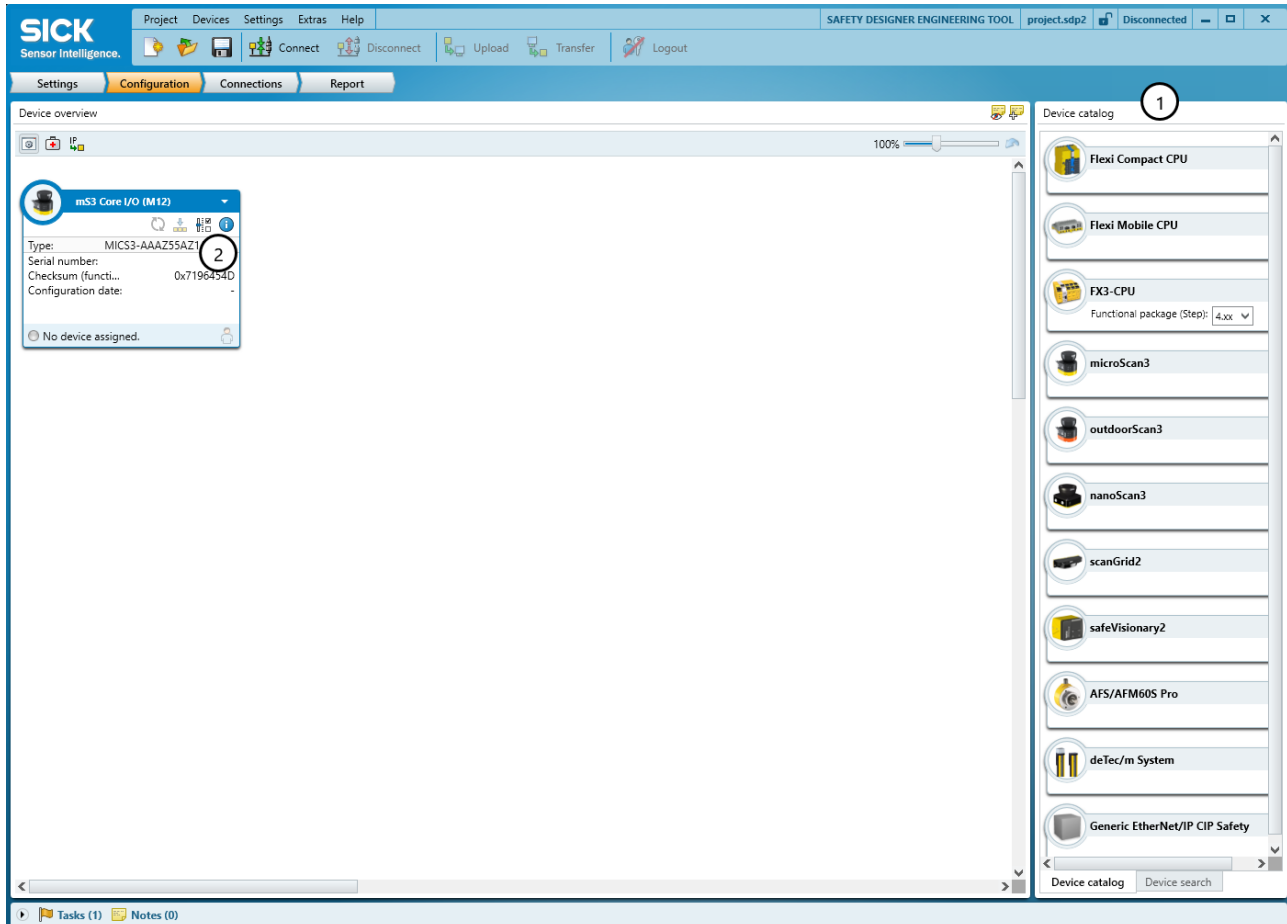 SICK
Sensor Intelligence.
Project Devices Settings Extras Help
SAFETY DESIGNER ENGINEERING TOOL project.sdp2 Disconnected
Connect Disconnect Upload Transfer Logout
Settings Configuration Connections Report
Device overview
100%
IP
mS3 Core I/O (M12)
Type: MICS3-AAAZ55AZ1
2
Serial number:
Checksum (functi... 0x7196454D
Configuration date: -
No device assigned.
1
Device catalog
Flexi Compact CPU
Flexi Mobile CPU
FX3-CPU
Functional package (Step): 4.xx
microScan3
outdoorScan3
nanoScan3
scanGrid2
safeVisionary2
AFS/AFM60S Pro
deTec/m System
Generic EtherNet/IP CIP Safety
Device catalog Device search
Tasks (1) Notes (0)